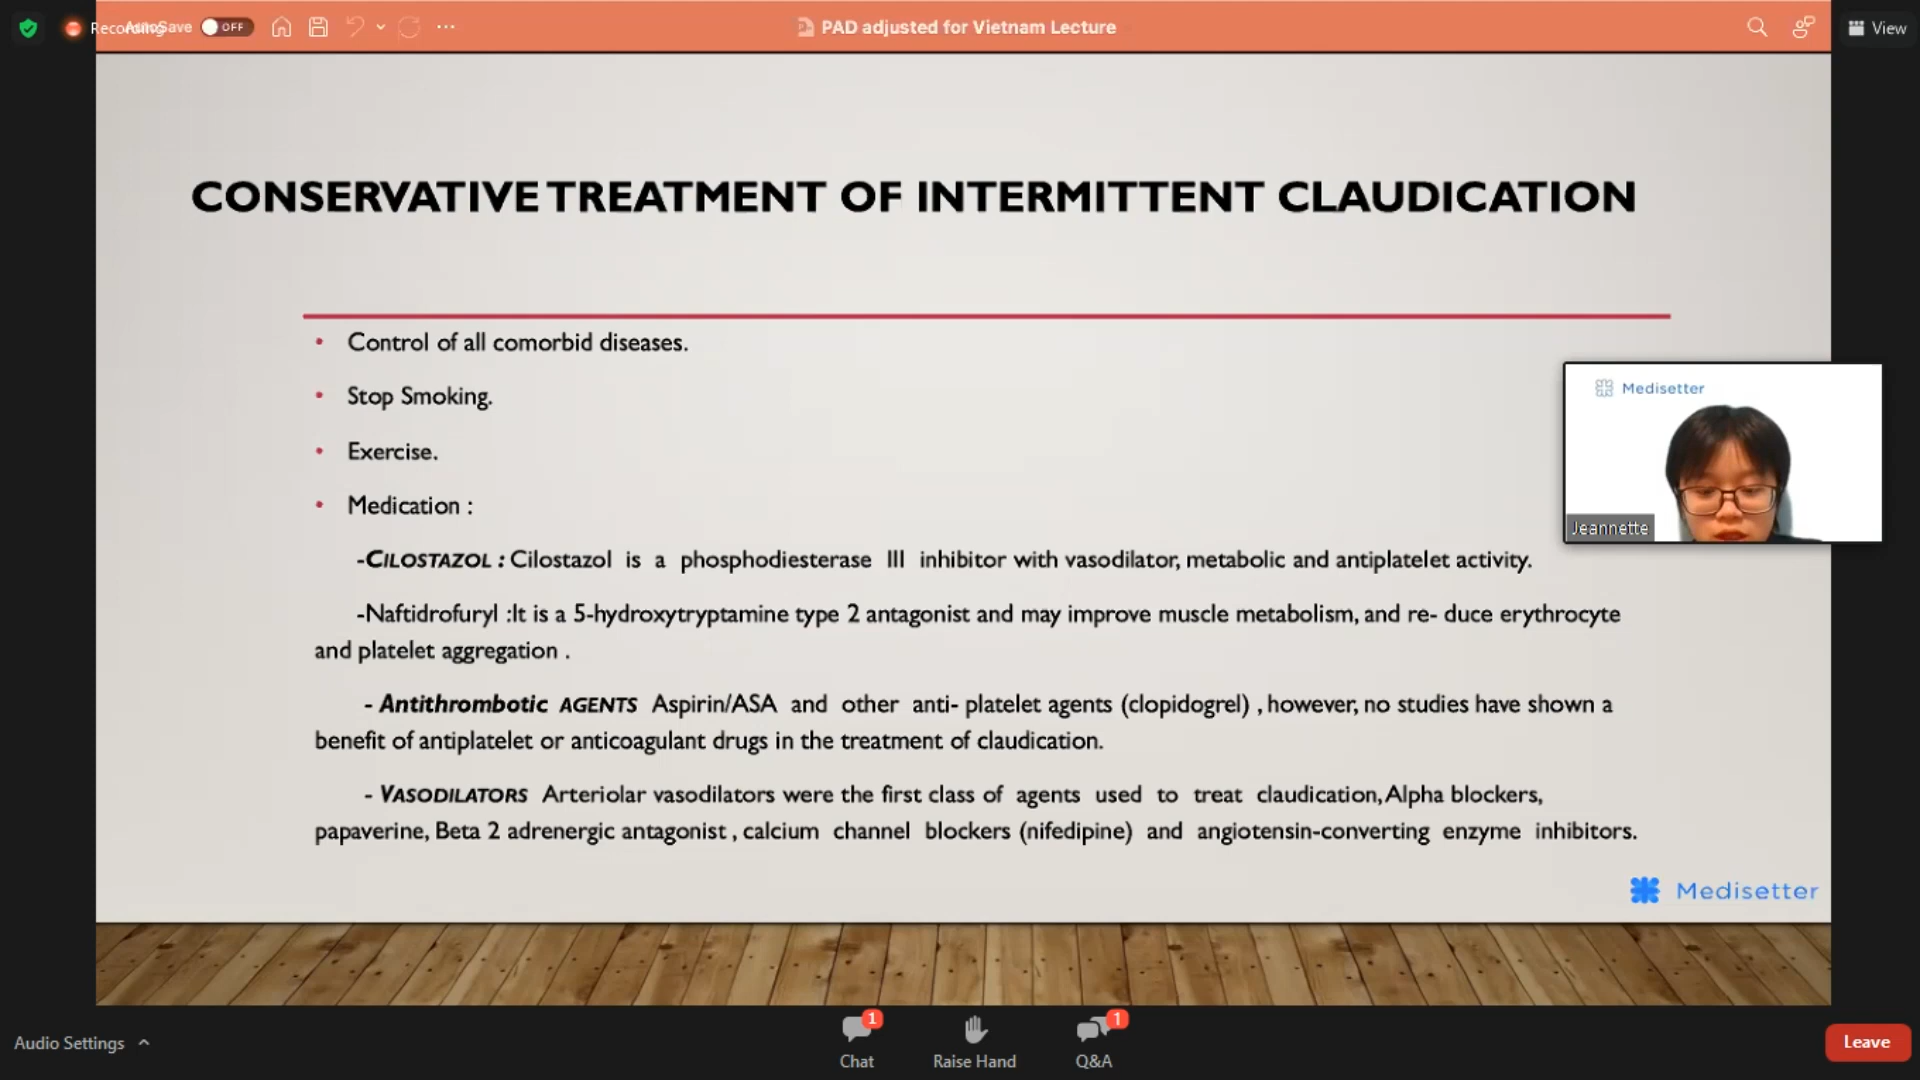 Recording
AutoSave OFF
PAD adjusted for Vietnam Lecture
View
CONSERVATIVE TREATMENT OF INTERMITTENT CLAUDICATION
• Control of all comorbid diseases.
• Stop Smoking.
• Exercise.
• Medication :
-CILOSTAZOL : Cilostazol is a phosphodiesterase III inhibitor with vasodilator, metabolic and antiplatelet activity.
-Naftidrofuryl :It is a 5-hydroxytryptamine type 2 antagonist and may improve muscle metabolism, and re- duce erythrocyte
and platelet aggregation .
- Antithrombotic AGENTS Aspirin/ASA and other anti- platelet agents (clopidogrel) , however, no studies have shown a
benefit of antiplatelet or anticoagulant drugs in the treatment of claudication.
- VASODILATORS Arteriolar vasodilators were the first class of agents used to treat claudication, Alpha blockers,
papaverine, Beta 2 adrenergic antagonist , calcium channel blockers (nifedipine) and angiotensin-converting enzyme inhibitors.
Medisetter
Jeannette
Medisetter
Audio Settings
1
Chat
Raise Hand
1
Q&A
Leave